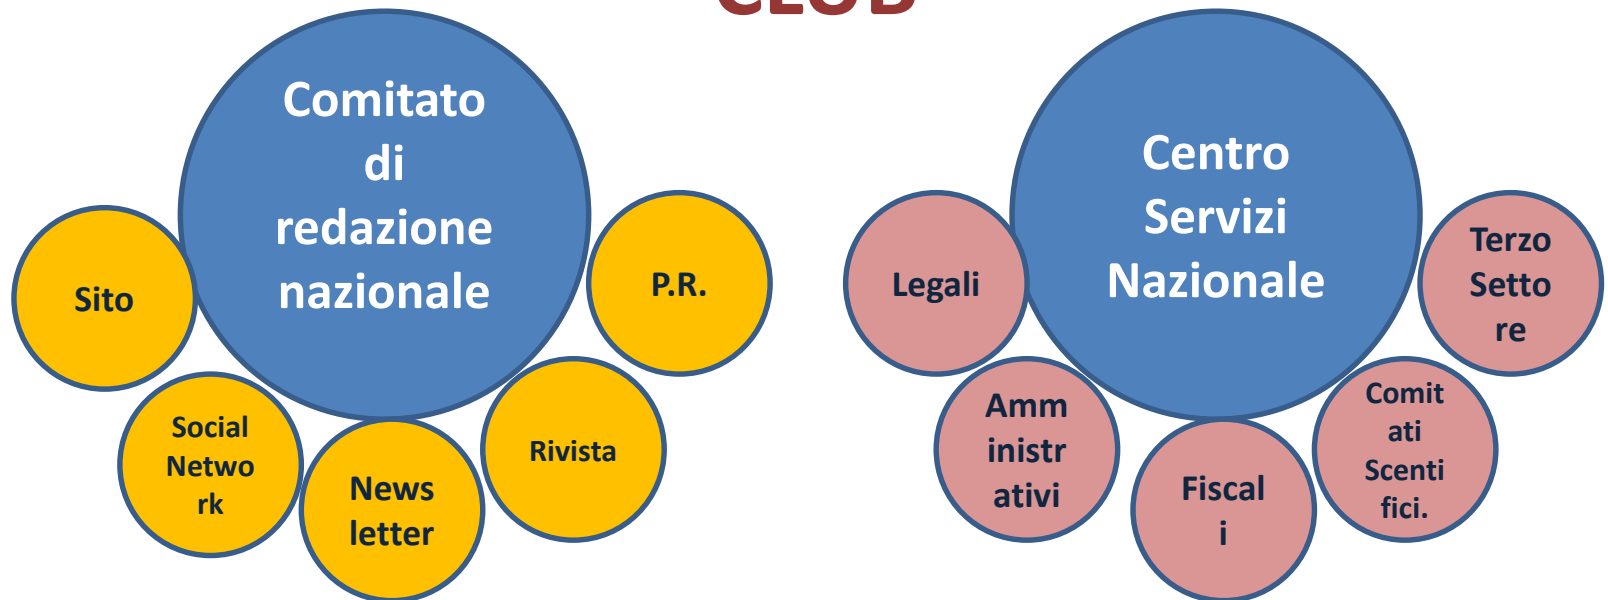 CLUB
Comitato
di
redazione
nazionale
Sito
Social
Netwo
rk
News
letter
Rivista
P.R.
Centro
Servizi
Nazionale
Legali
Amm
inistr
ativi
Fiscal
i
Comit
ati
Scenti
fici.
Terzo
Setto
re